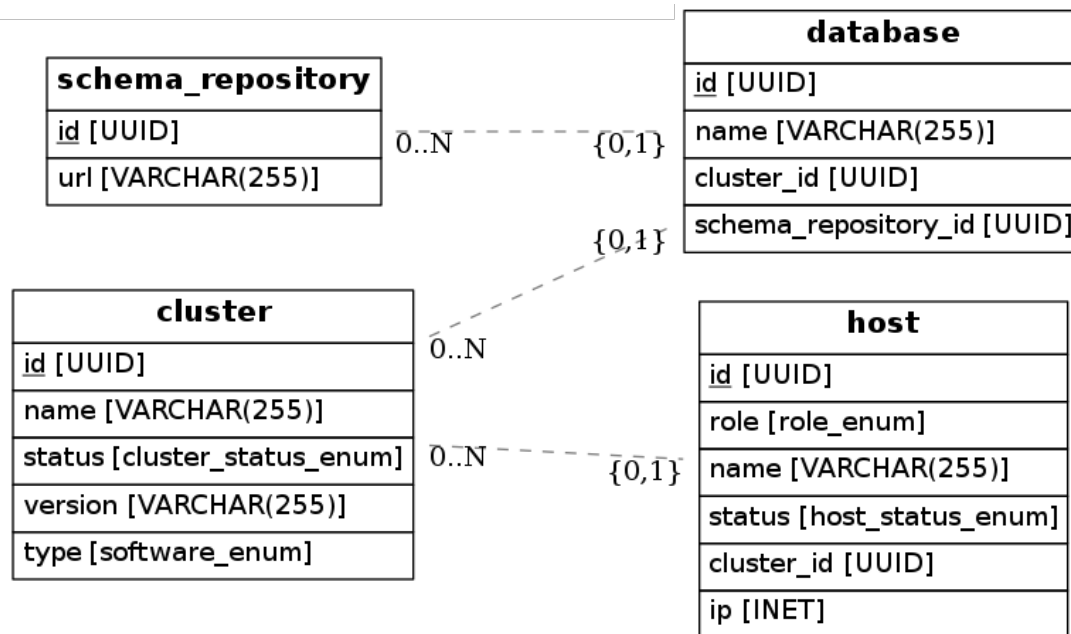 schema_repository
id [UUID]
url [VARCHAR(255)]
0..N
{0,1}
database
id [UUID]
name [VARCHAR(255)]
cluster_id [UUID]
schema_repository_id [UUID]
{0,1}
0..N
cluster
id [UUID]
name [VARCHAR(255)]
status [cluster_status_enum]
version [VARCHAR(255)]
type [software_enum]
0..N
{0,1}
host
id [UUID]
role [role_enum]
name [VARCHAR(255)]
status [host_status_enum]
cluster_id [UUID]
ip [INET]